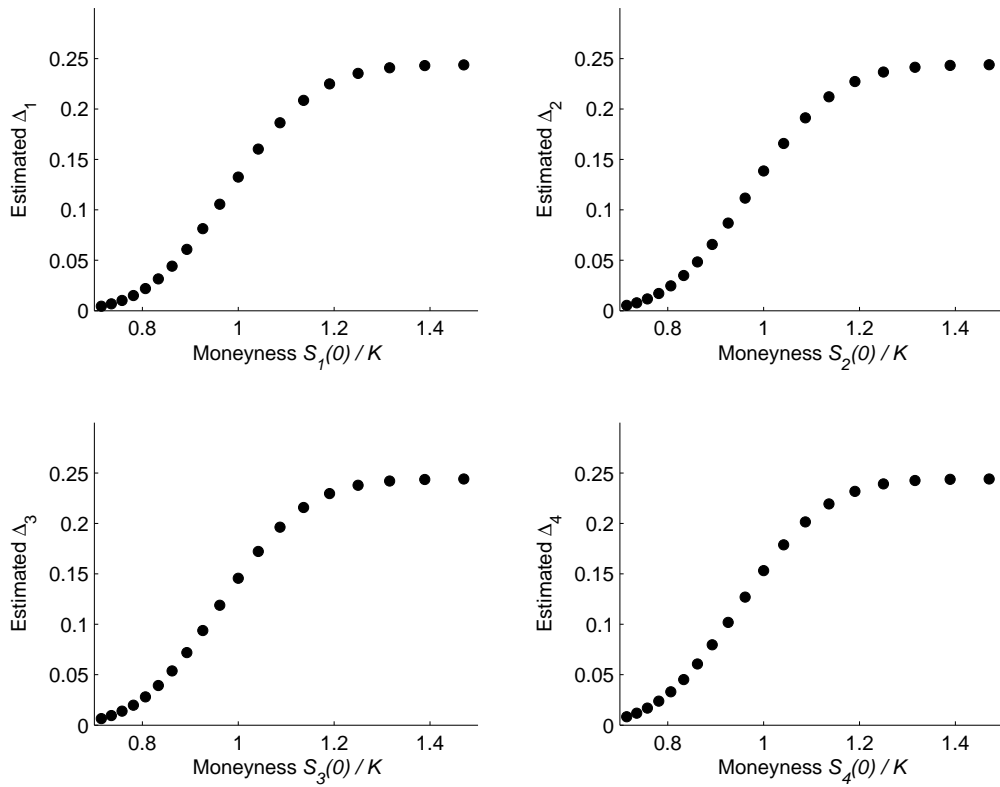 0.25
0.2
0.15
0.1
0.05
0
Estimated Δ1
0.8 1 1.2 1.4
Moneyness S1(0) / K
0.25
0.2
0.15
0.1
0.05
0
Estimated Δ2
0.8 1 1.2 1.4
Moneyness S2(0) / K
0.25
0.2
0.15
0.1
0.05
0
Estimated Δ3
0.8 1 1.2 1.4
Moneyness S3(0) / K
0.25
0.2
0.15
0.1
0.05
0
Estimated Δ4
0.8 1 1.2 1.4
Moneyness S4(0) / K